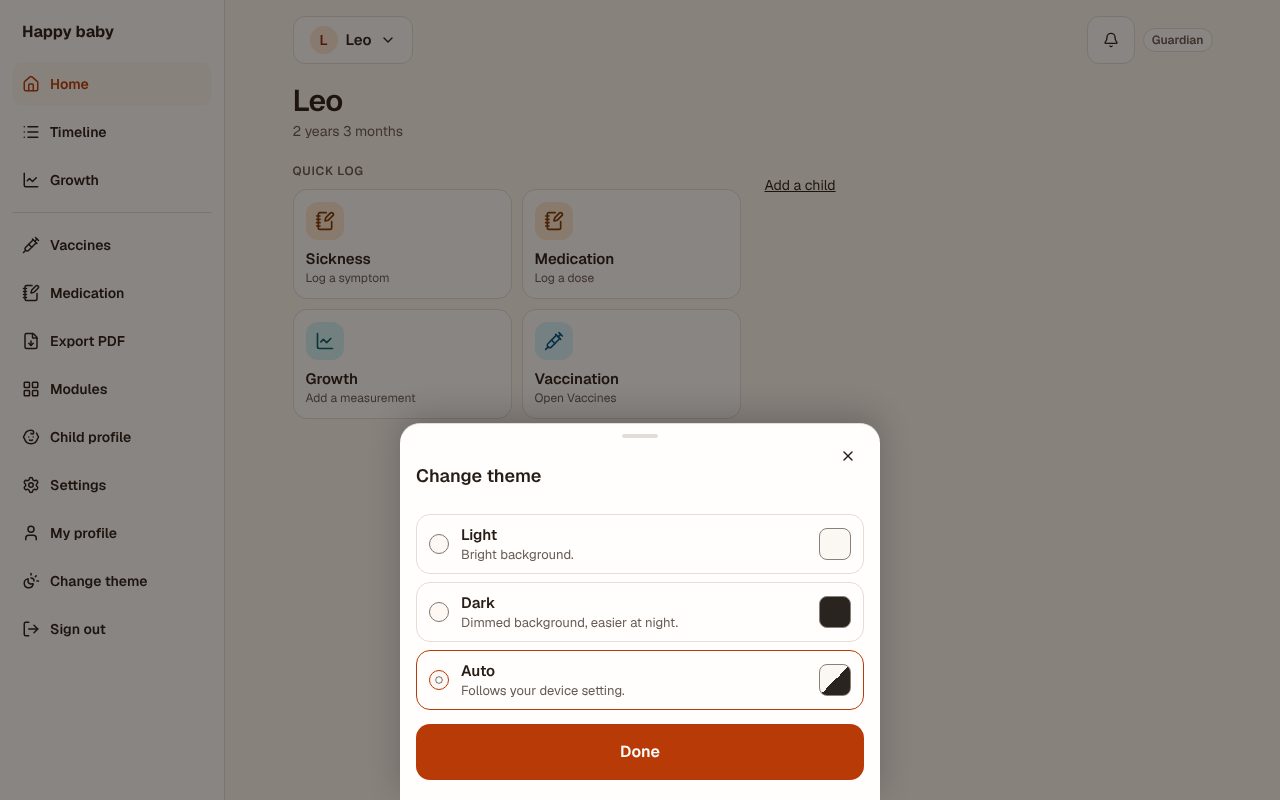 Happy baby
Home
Timeline
Growth
Vaccines
Medication
Export PDF
Modules
Child profile
Settings
My profile
Change theme
Sign out
L Leo
Guardian
Leo
2 years 3 months
QUICK LOG
Add a child
Sickness
Log a symptom
Medication
Log a dose
Growth
Add a measurement
Vaccination
Open Vaccines
Change theme
Light
Bright background.
Dark
Dimmed background, easier at night.
Auto
Follows your device setting.
Done